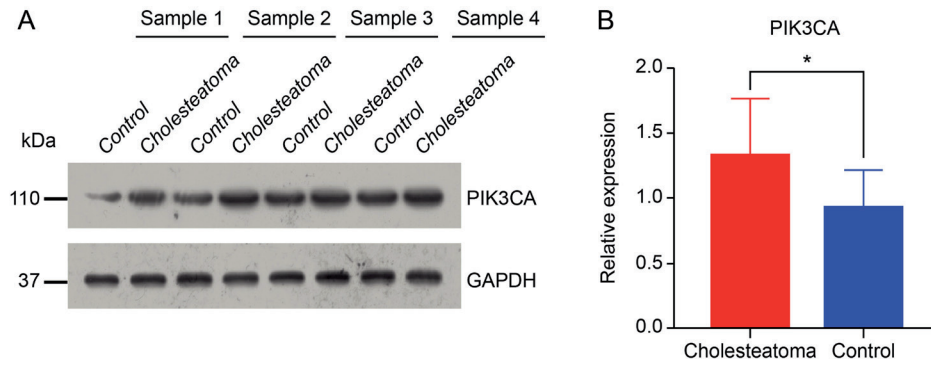 A
Sample 1 Sample 2 Sample 3 Sample 4
Control Cholesteatoma Control Cholesteatoma Control Cholesteatoma Control Cholesteatoma
kDa
110 PIK3CA
37 GAPDH
B
PIK3CA
*
Relative expression
2.0
1.5
1.0
0.5
0.0
Cholesteatoma Control